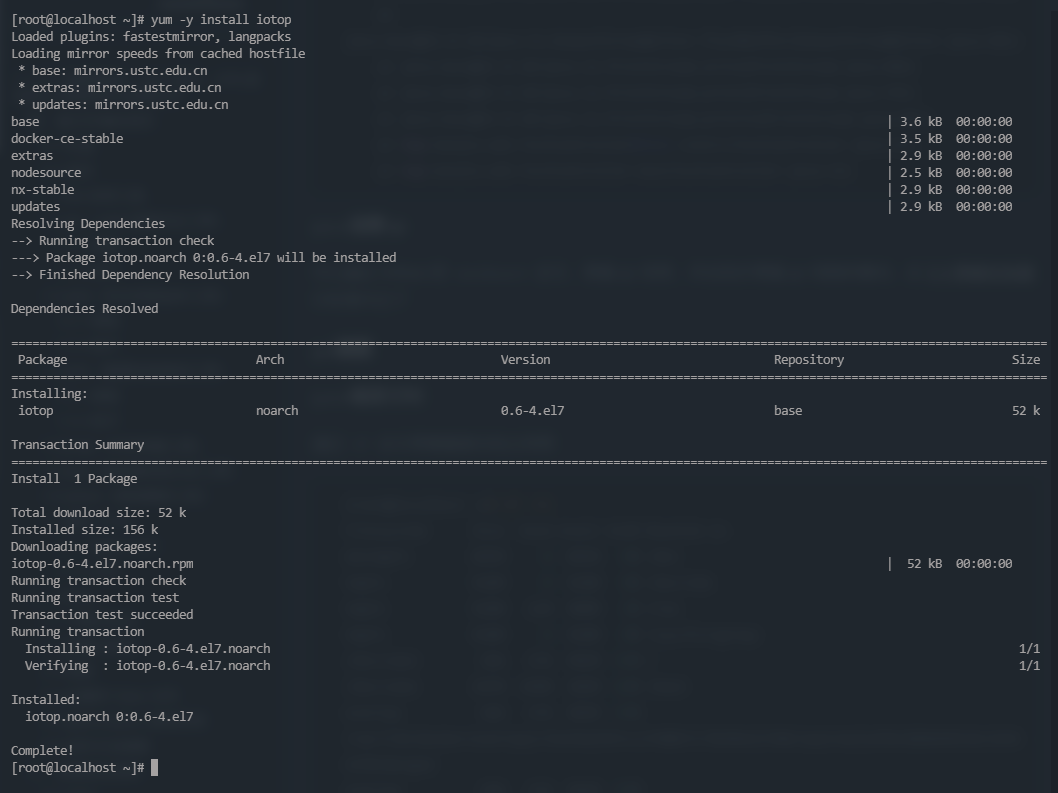 [root@localhost ~]# yum -y install iotop
Loaded plugins: fastestmirror, langpacks
Loading mirror speeds from cached hostfile
 * base: mirrors.ustc.edu.cn
 * extras: mirrors.ustc.edu.cn
 * updates: mirrors.ustc.edu.cn
base | 3.6 kB 00:00:00
docker-ce-stable | 3.5 kB 00:00:00
extras | 2.9 kB 00:00:00
nodesource | 2.5 kB 00:00:00
nx-stable | 2.9 kB 00:00:00
updates | 2.9 kB 00:00:00
Resolving Dependencies
--> Running transaction check
---> Package iotop.noarch 0:0.6-4.el7 will be installed
--> Finished Dependency Resolution
Dependencies Resolved
================================================================================
 Package Arch Version Repository Size
================================================================================
Installing:
 iotop noarch 0.6-4.el7 base 52 k
Transaction Summary
================================================================================
Install  1 Package
Total download size: 52 k
Installed size: 156 k
Downloading packages:
iotop-0.6-4.el7.noarch.rpm | 52 kB 00:00:00
Running transaction check
Running transaction test
Transaction test succeeded
Running transaction
  Installing : iotop-0.6-4.el7.noarch 1/1
  Verifying  : iotop-0.6-4.el7.noarch 1/1
Installed:
  iotop.noarch 0:0.6-4.el7
Complete!
[root@localhost ~]#